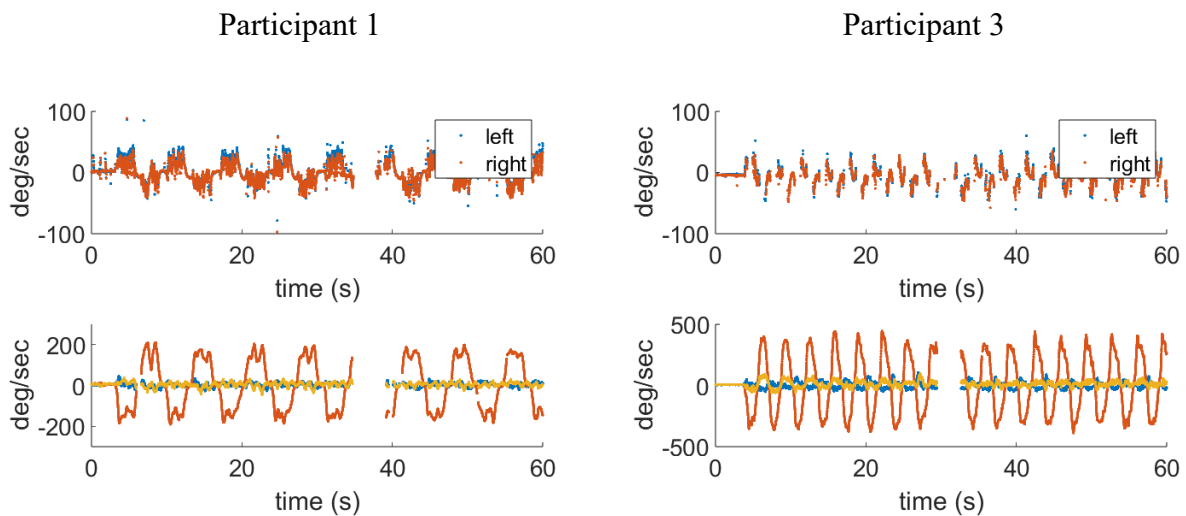 Participant 1
Participant 3
100
0
-100
deg/sec
left
right
0 20 40 60
time (s)
100
0
-100
deg/sec
left
right
0 20 40 60
time (s)
200
0
-200
deg/sec
0 20 40 60
time (s)
500
0
-500
deg/sec
0 20 40 60
time (s)